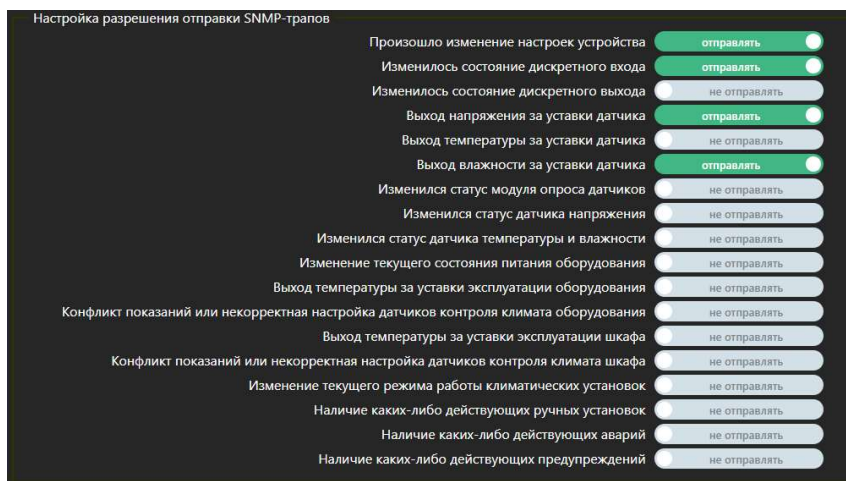 Настройка разрешения отправки SNMP-трапов
Произошло изменение настроек устройства отправлять
Изменилось состояние дискретного входа отправлять
Изменилось состояние дискретного выхода не отправлять
Выход напряжения за уставки датчика отправлять
Выход температуры за уставки датчика не отправлять
Выход влажности за уставки датчика отправлять
Изменился статус модуля опроса датчиков не отправлять
Изменился статус датчика напряжения не отправлять
Изменился статус датчика температуры и влажности не отправлять
Изменение текущего состояния питания оборудования не отправлять
Выход температуры за уставки эксплуатации оборудования не отправлять
Конфликт показаний или некорректная настройка датчиков контроля климата оборудования не отправлять
Выход температуры за уставки эксплуатации шкафа не отправлять
Конфликт показаний или некорректная настройка датчиков контроля климата шкафа не отправлять
Изменение текущего режима работы климатических установок не отправлять
Наличие каких-либо действующих ручных установок не отправлять
Наличие каких-либо действующих аварий не отправлять
Наличие каких-либо действующих предупреждений не отправлять